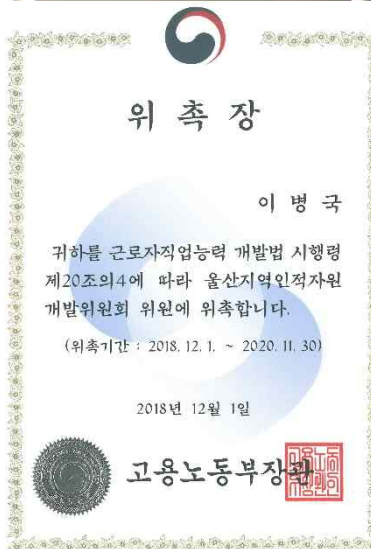 위 촉 장
이 병 국
귀하를 근로자직업능력 개발법 시행령
제20조의4에 따라 울산지역인적자원
개발위원회 위원에 위촉합니다.
(위촉기간 : 2018. 12. 1. ~ 2020. 11. 30)
2018년 12월 1일
고용노동부장관